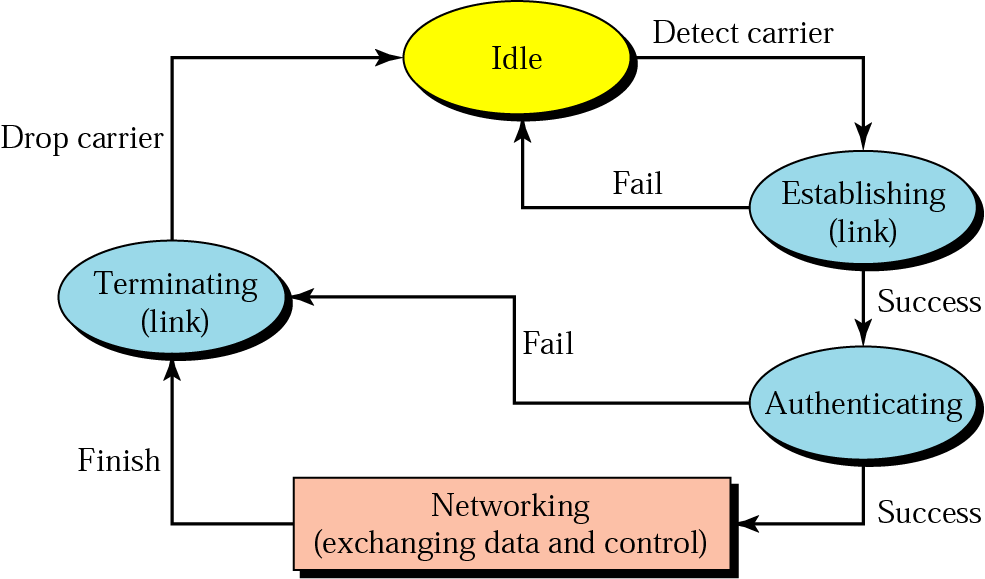 Idle
Detect carrier
Drop carrier
Fail
Establishing
(link)
Terminating
(link)
Success
Fail
Authenticating
Finish
Networking
(exchanging data and control)
Success